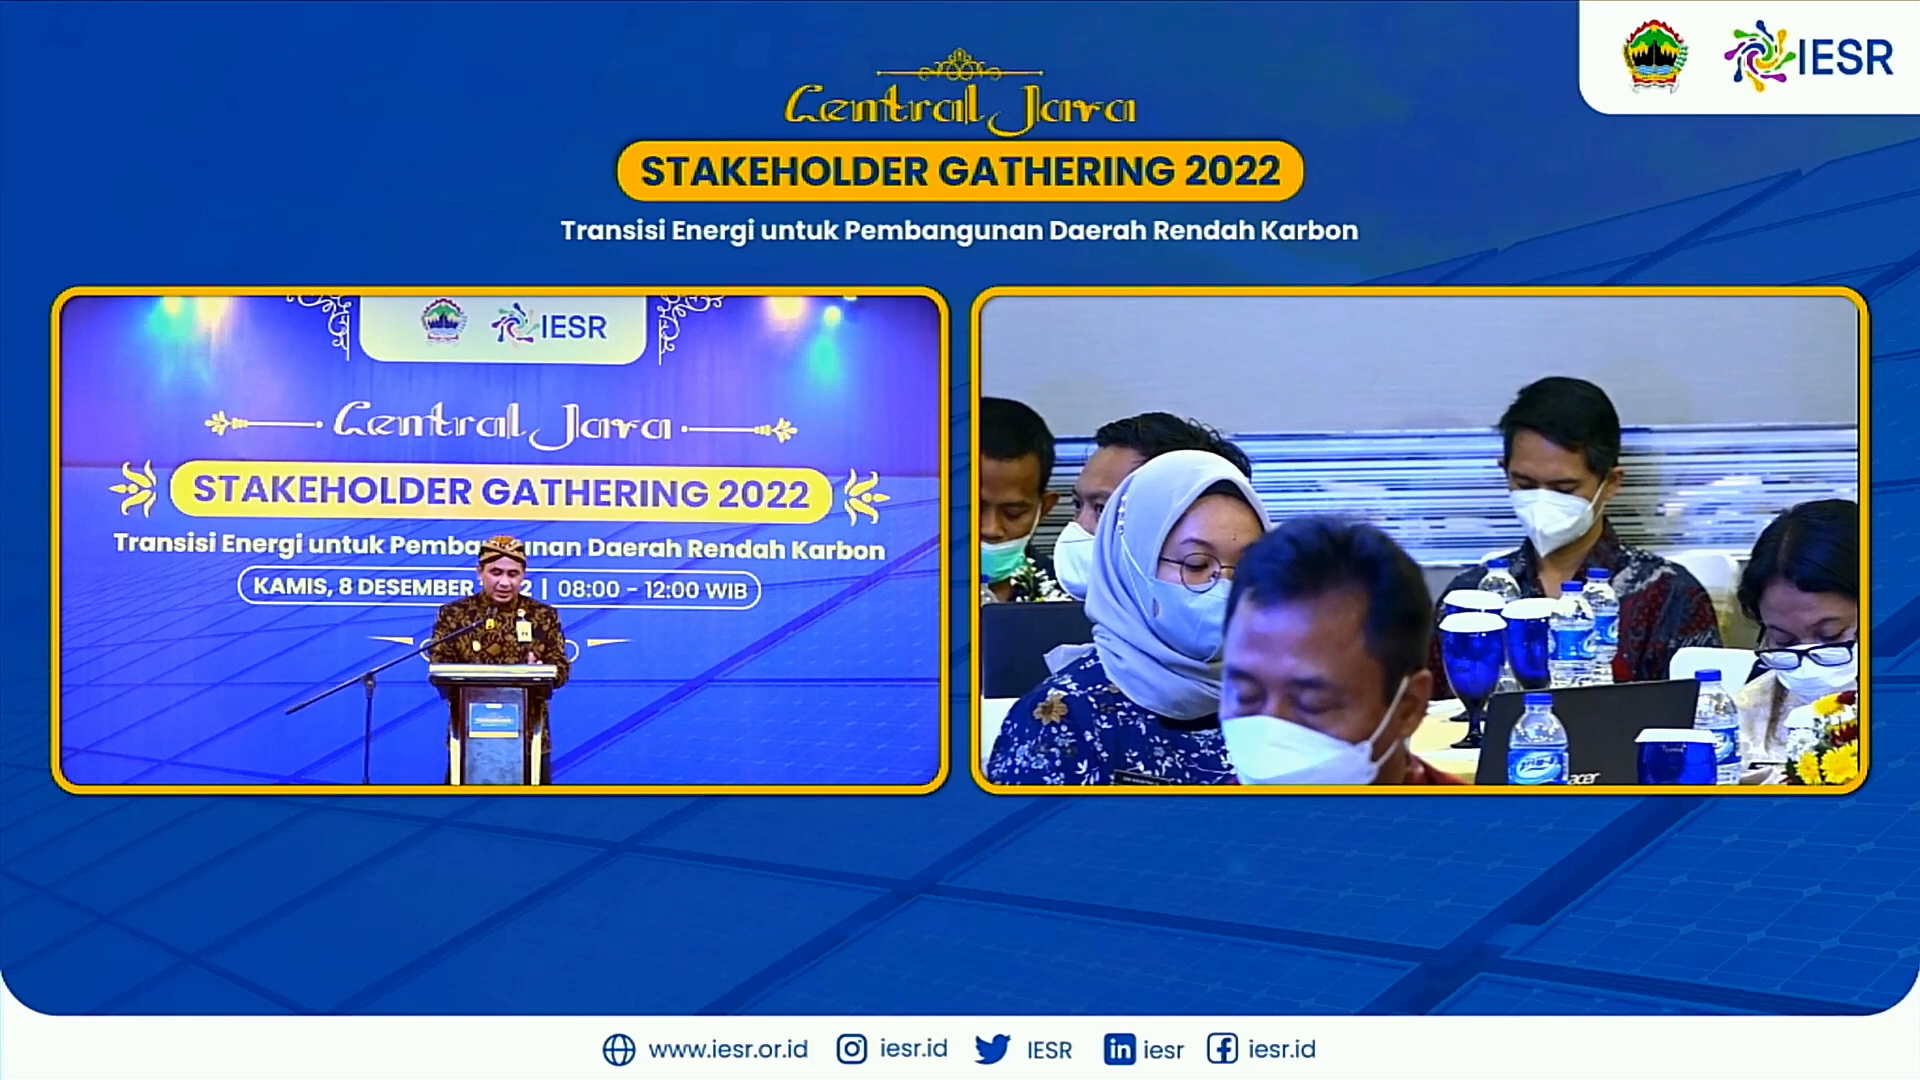 IESR
Central Java
STAKEHOLDER GATHERING 2022
Transisi Energi untuk Pembangunan Daerah Rendah Karbon
IESR
Central Java
STAKEHOLDER GATHERING 2022
Transisi Energi untuk Pemba unan Daerah Rendah Karbon
KAMIS, 8 DESEMBER 2 | 08:00 - 12:00 WIB
acer
www.iesr.or.id iesr.id IESR iesr iesr.id